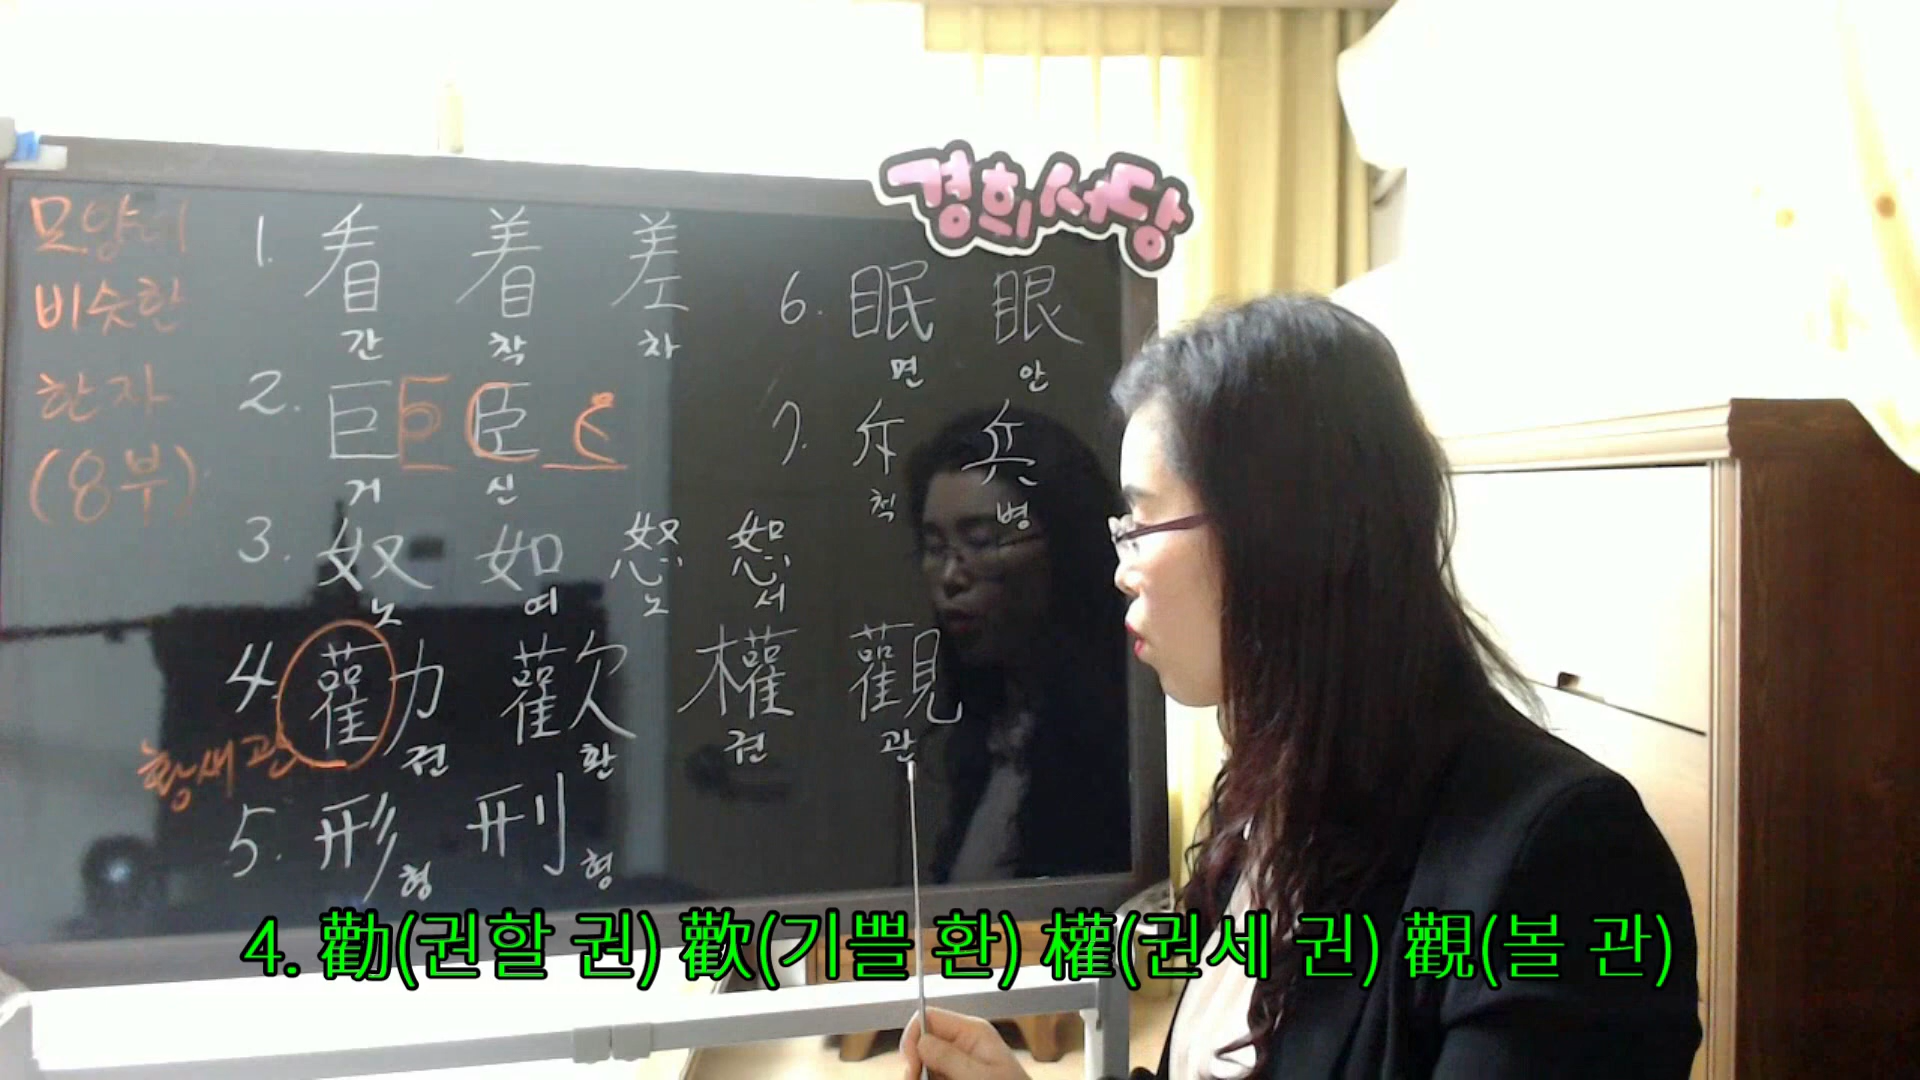 경희서당
모양이
비슷한
한자
(8부)
1. 看 着 差
간 착 차
2. 巨 臣
거 신
3. 奴 如 怒 恕
노 여 노 서
4. 勸 歡 權 觀
권 환 권 관
황새 관
5. 形 刑
형 형
6. 眠 眼
면 안
7. 斥 兵
척 병
4. 勸(권할 권) 歡(기쁠 환) 權(권세 권) 觀(볼 관)